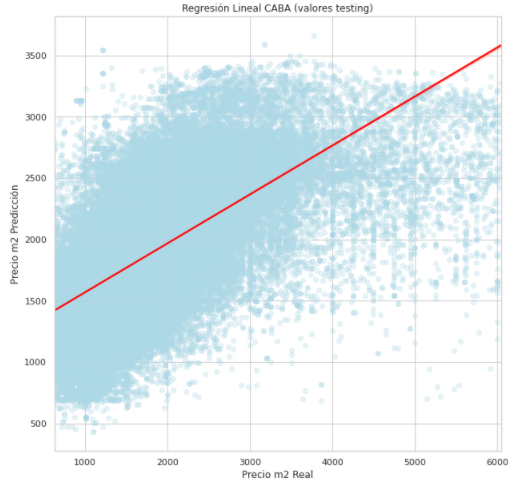 Regresión Lineal CABA (valores testing)
3500
3000
2500
2000
1500
1000
500
Precio m2 Predicción
1000 2000 3000 4000 5000 6000
Precio m2 Real